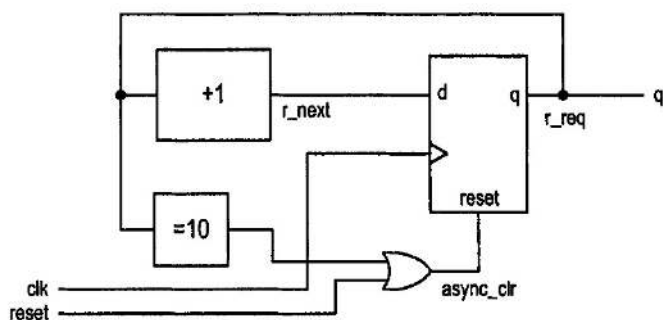 +1
d
q
q
r_next
r_req
reset
=10
clk
async_clr
reset